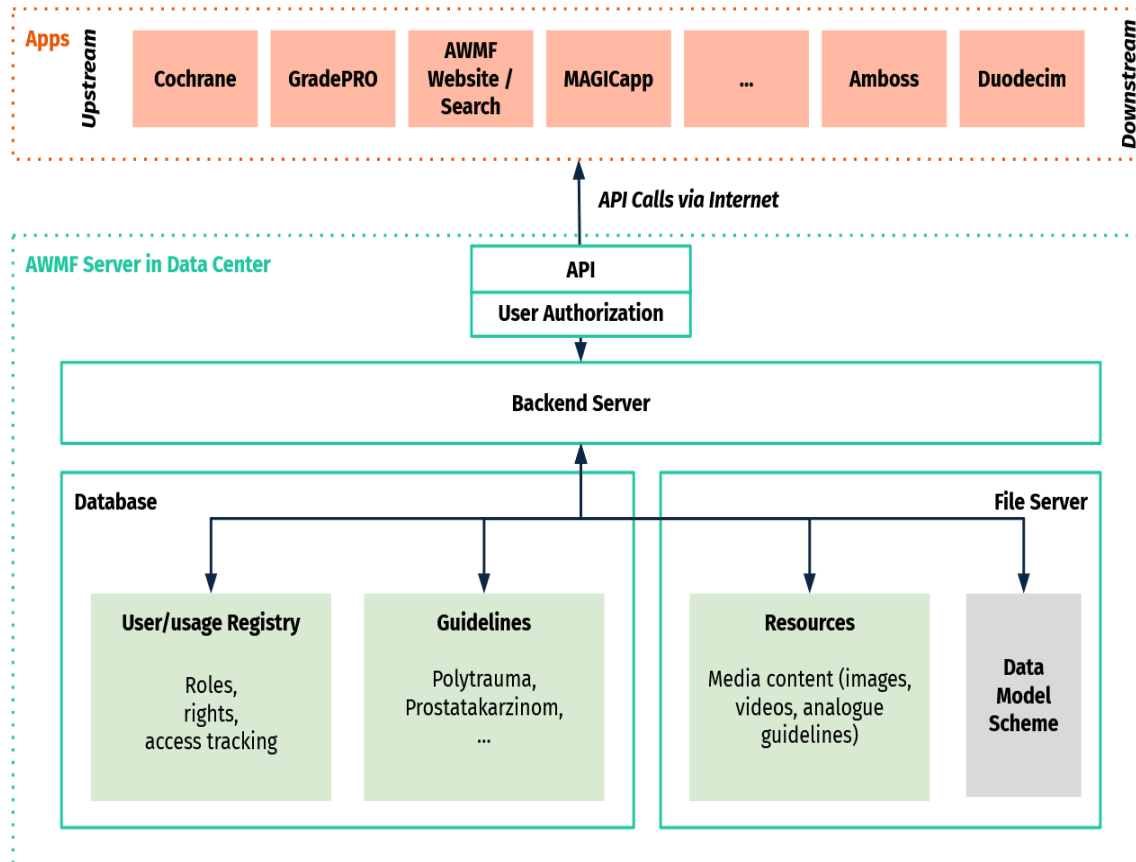 Apps
Upstream
Cochrane
GradePRO
AWMF
Website /
Search
MAGICapp
...
Amboss
Duodecim
Downstream
API Calls via Internet
AWMF Server in Data Center
API
User Authorization
Backend Server
Database
File Server
User/usage Registry
Roles,
rights,
access tracking
Guidelines
Polytrauma,
Prostatakarzinom,
...
Resources
Media content (images,
videos, analogue
guidelines)
Data
Model
Scheme